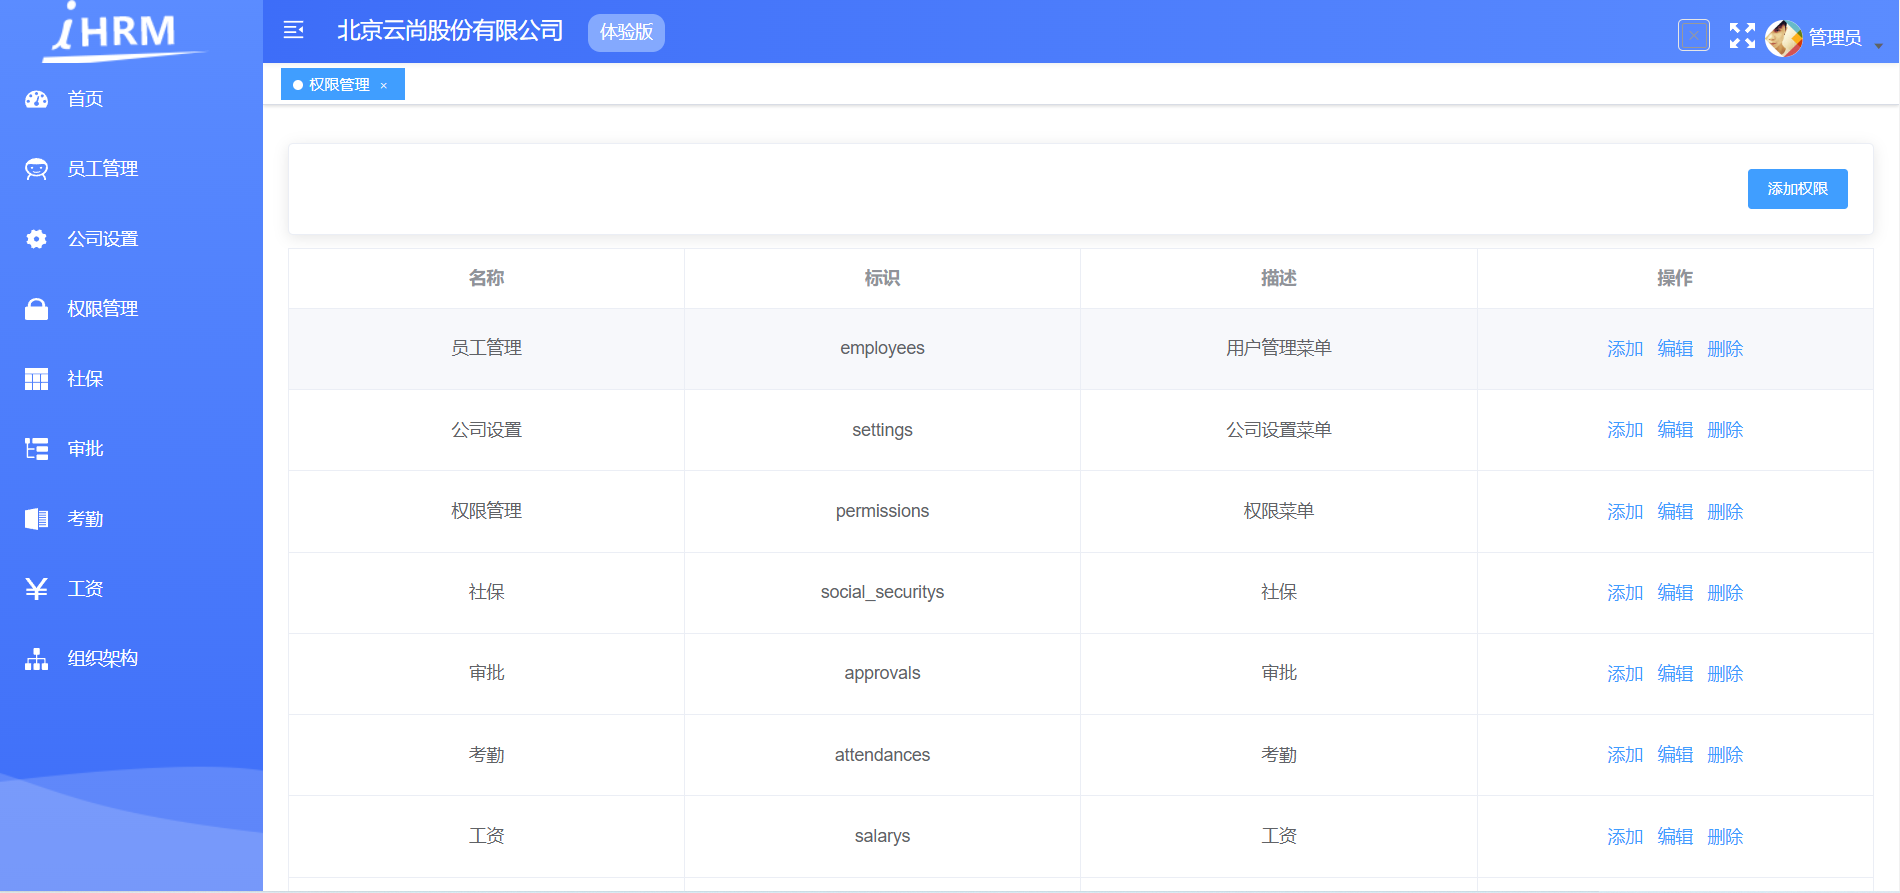 iHRM
北京云尚股份有限公司 体验版
管理员
首页
员工管理
公司设置
权限管理
社保
审批
考勤
工资
组织架构
权限管理 ×
添加权限
名称 标识 描述 操作
员工管理 employees 用户管理菜单 添加 编辑 删除
公司设置 settings 公司设置菜单 添加 编辑 删除
权限管理 permissions 权限菜单 添加 编辑 删除
社保 social_securitys 社保 添加 编辑 删除
审批 approvals 审批 添加 编辑 删除
考勤 attendances 考勤 添加 编辑 删除
工资 salarys 工资 添加 编辑 删除